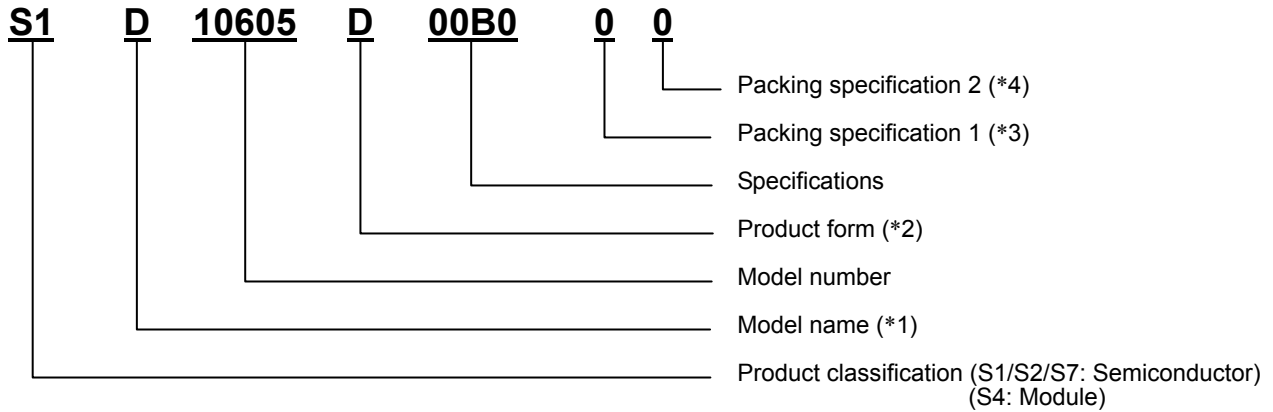 S1 D 10605 D 00B0 0 0
Packing specification 2 (*4)
Packing specification 1 (*3)
Specifications
Product form (*2)
Model number
Model name (*1)
Product classification (S1/S2/S7: Semiconductor)
(S4: Module)